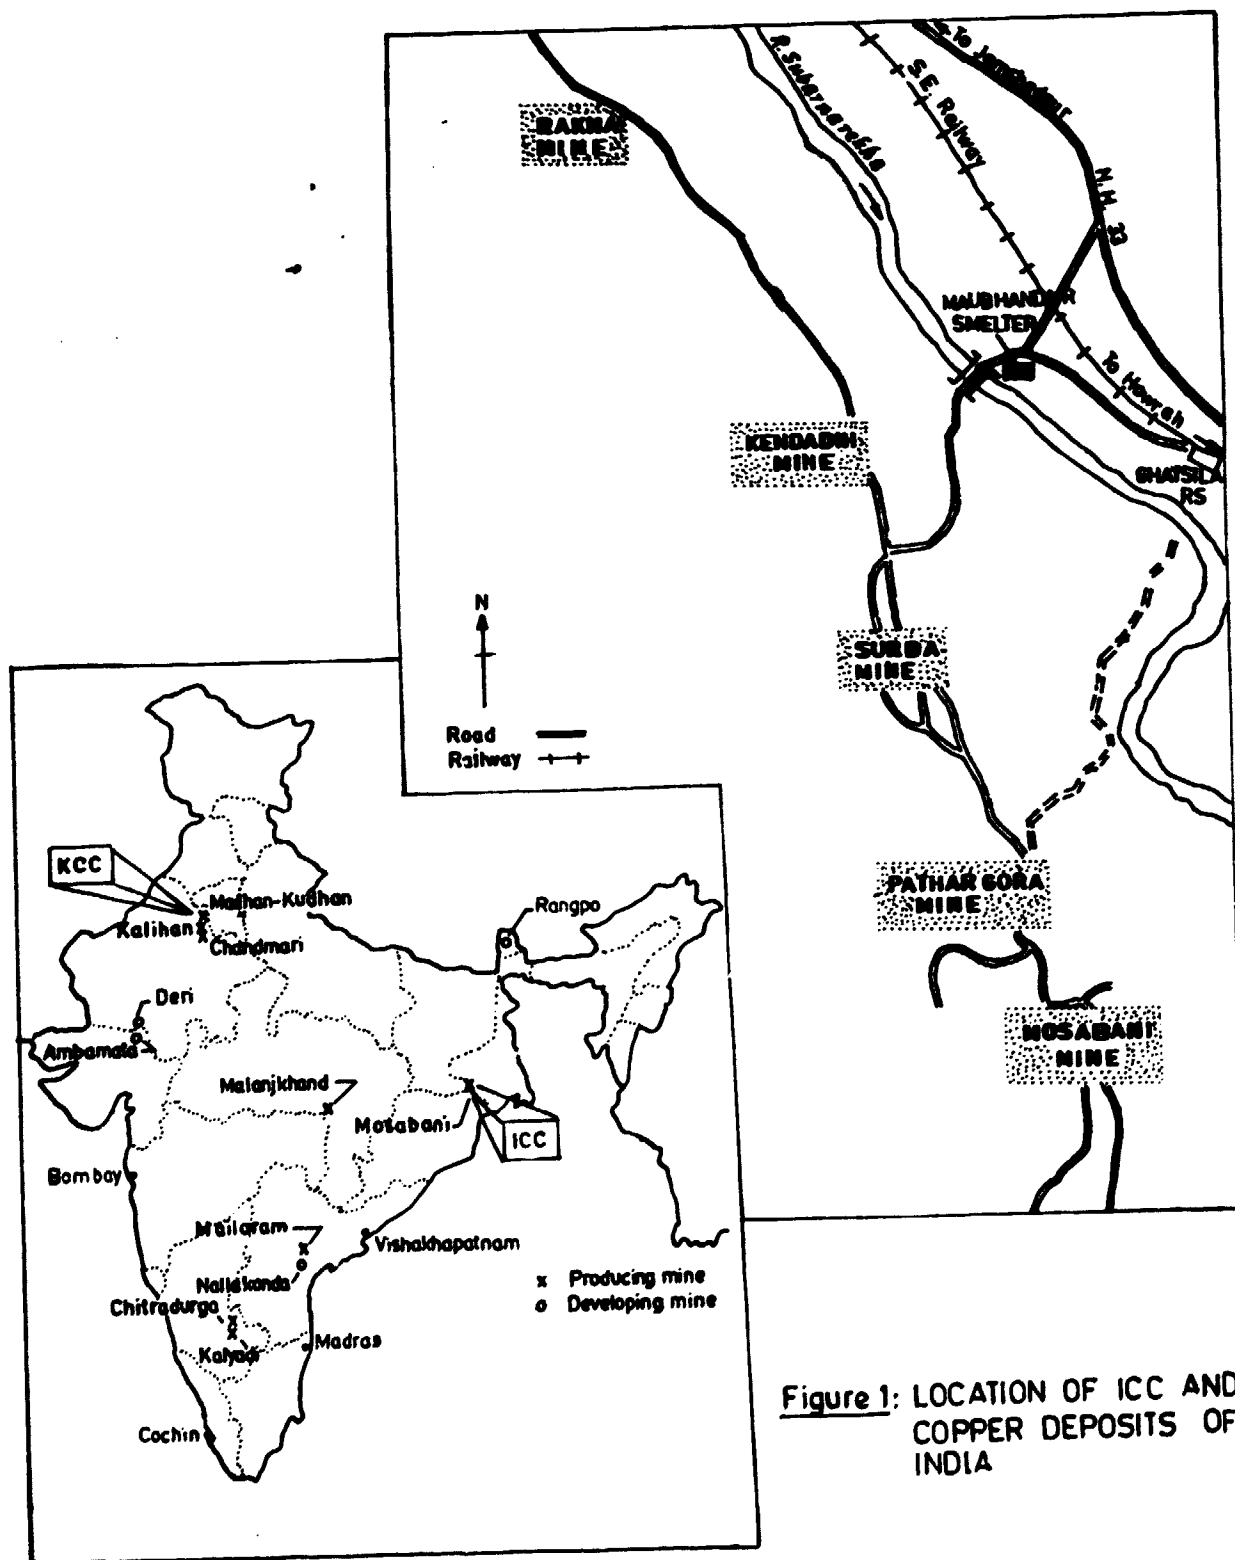 To Jamshedpur
R. Subarnarekha
S.E. Railway
N.H. 33
RAKHA
MINE
MAUBHANDAR
SMELTER
To Howrah
GHATSILA
RS
KENDADIH
MINE
SURDA
MINE
PATHAR GORA
MINE
MOSABANI
MINE
N
Road
Railway
KCC
Madhan-Kudhan
Kalihan
Chandmari
Rangpo
Deri
Ambamata
Malanjkhand
Mosabani
ICC
Bombay
Mailaram
Vishakhapatnam
Nallakonda
Chitradurga
Kalyadi
Madras
Cochin
x Producing mine
o Developing mine
Figure 1: LOCATION OF ICC AND
COPPER DEPOSITS OF
INDIA